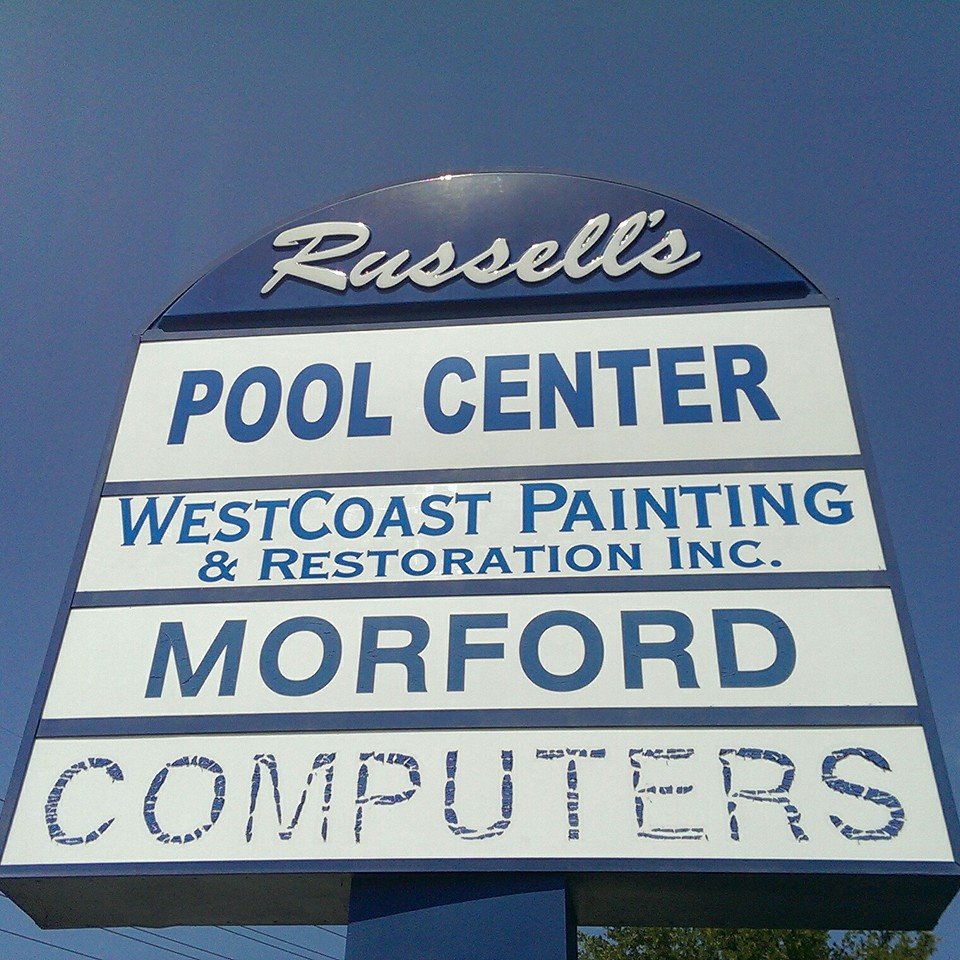 Russell's
POOL CENTER
WESTCOAST PAINTING
& RESTORATION INC.
MORFORD
COMPUTERS